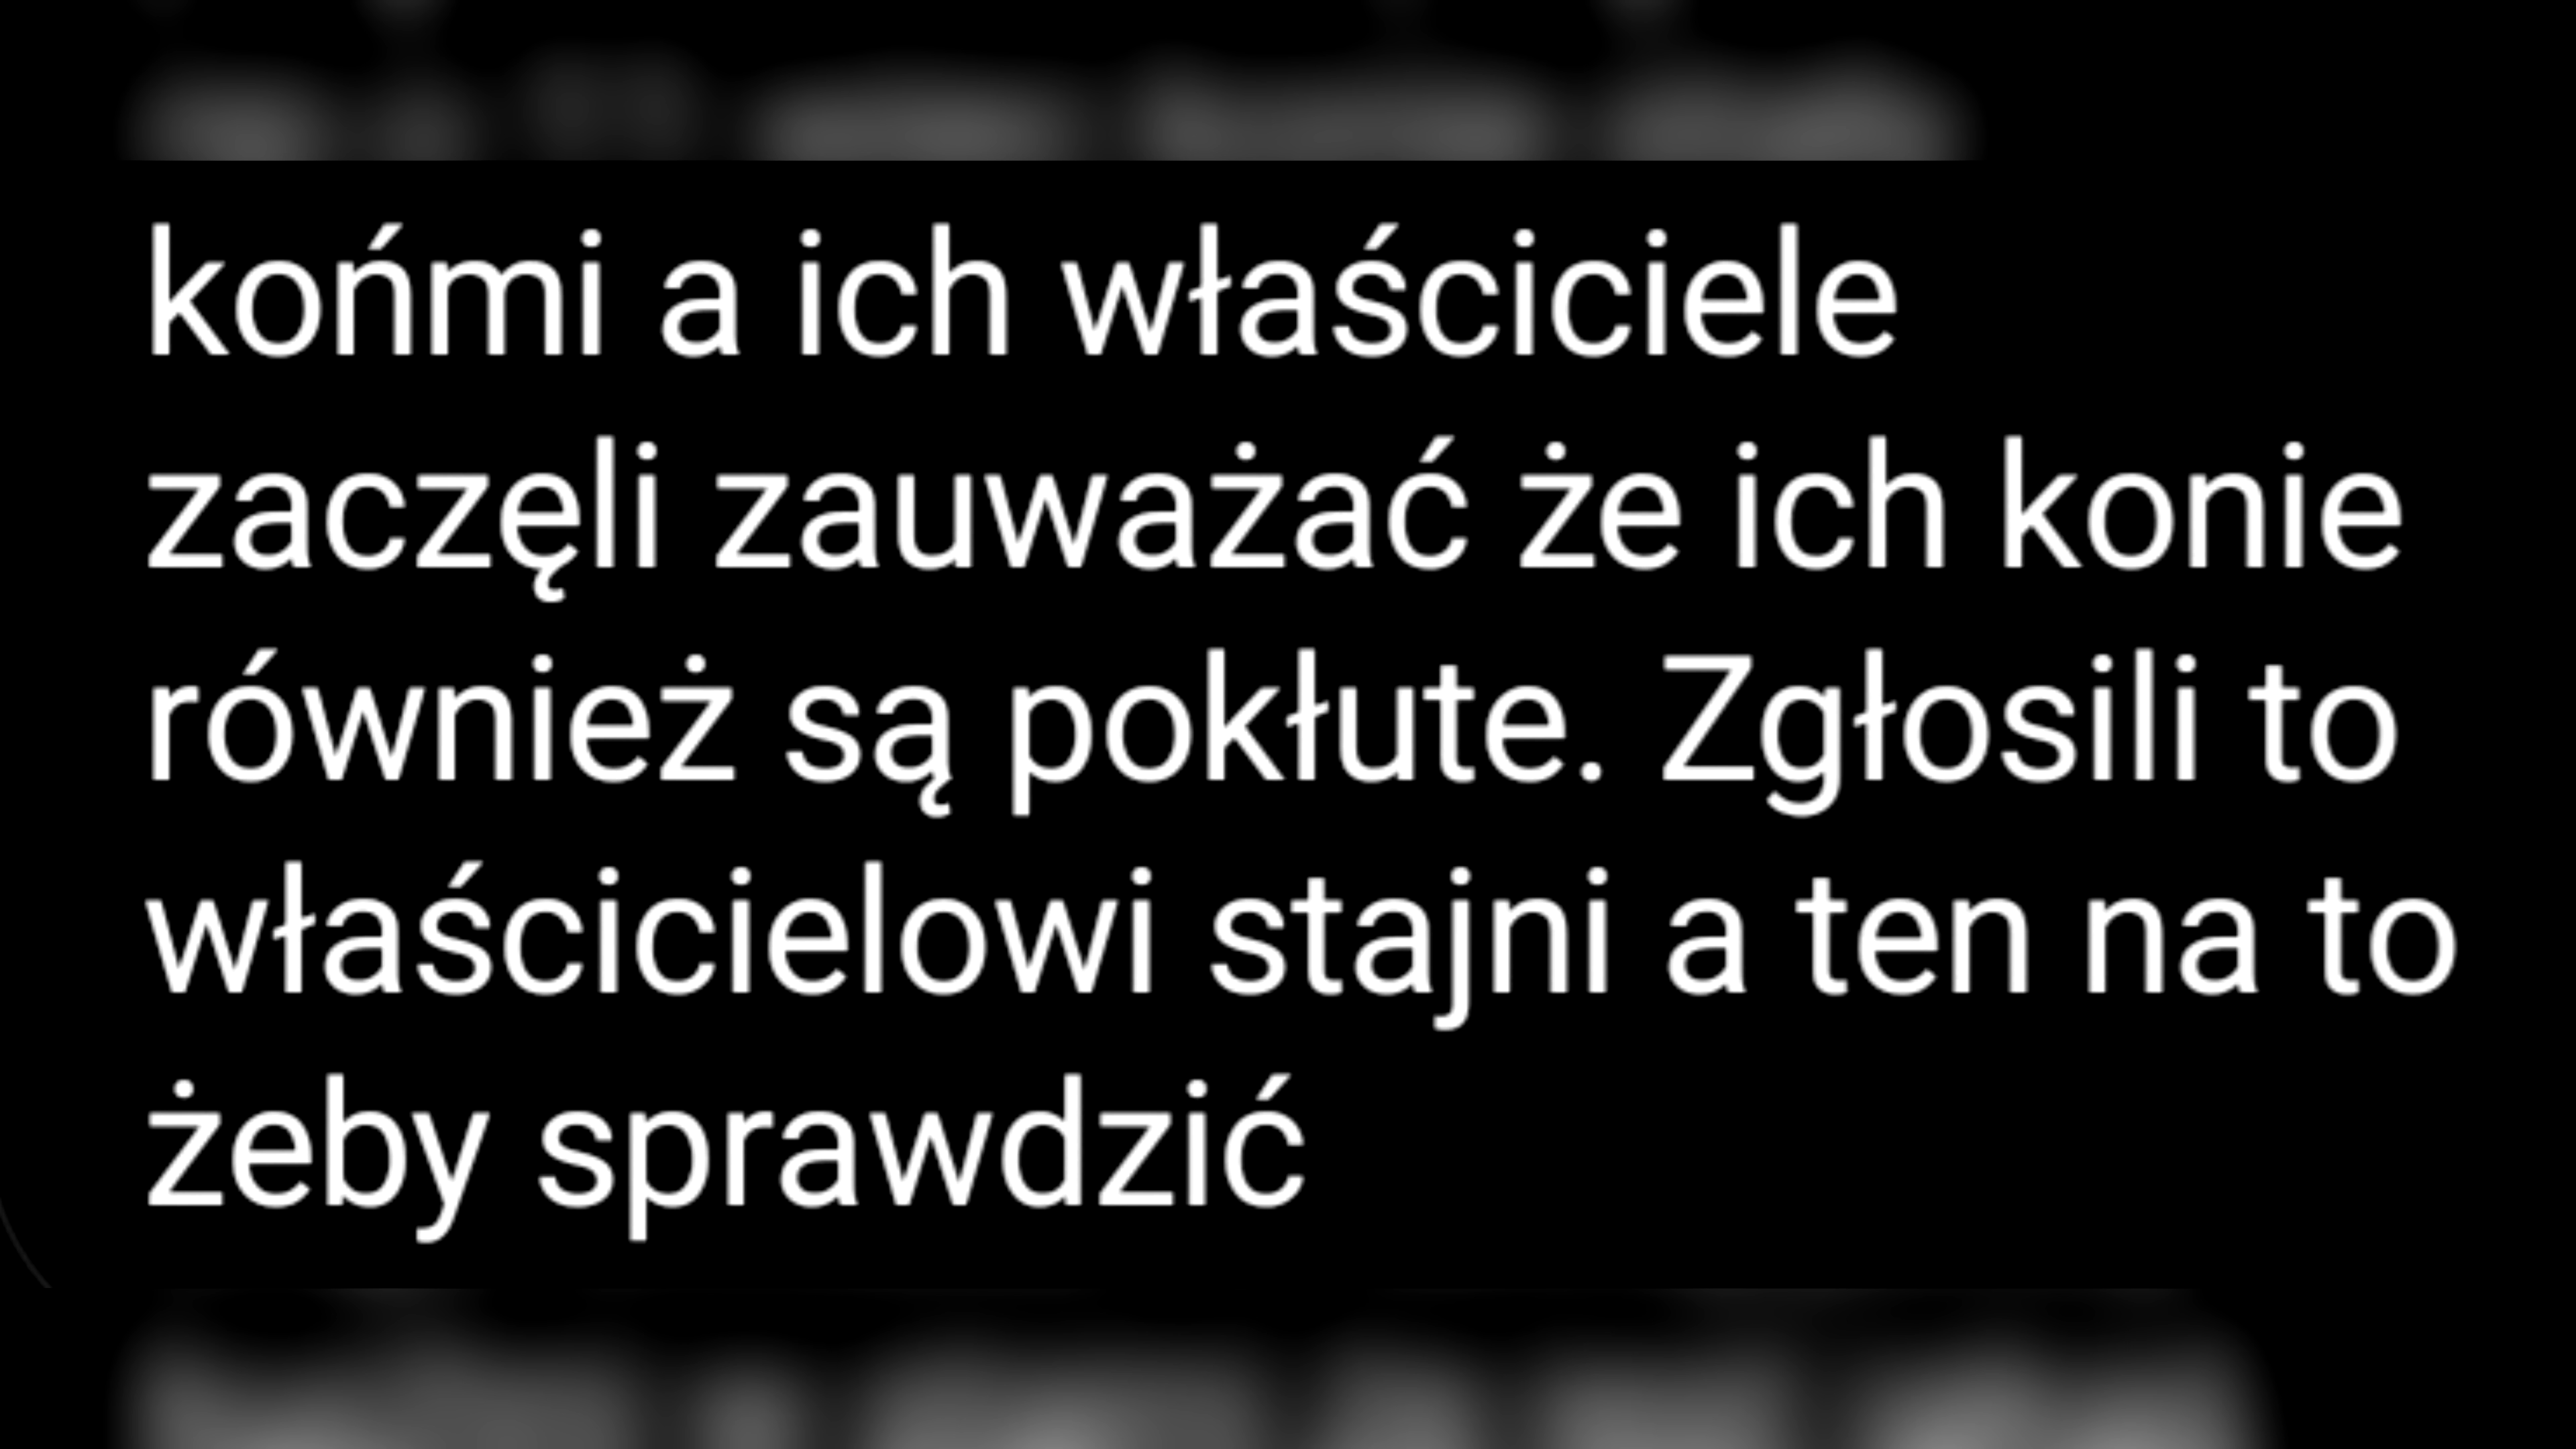 końmi a ich właściciele
zaczęli zauważać że ich konie
również są pokłute. Zgłosili to
właścicielowi stajni a ten na to
żeby sprawdzić